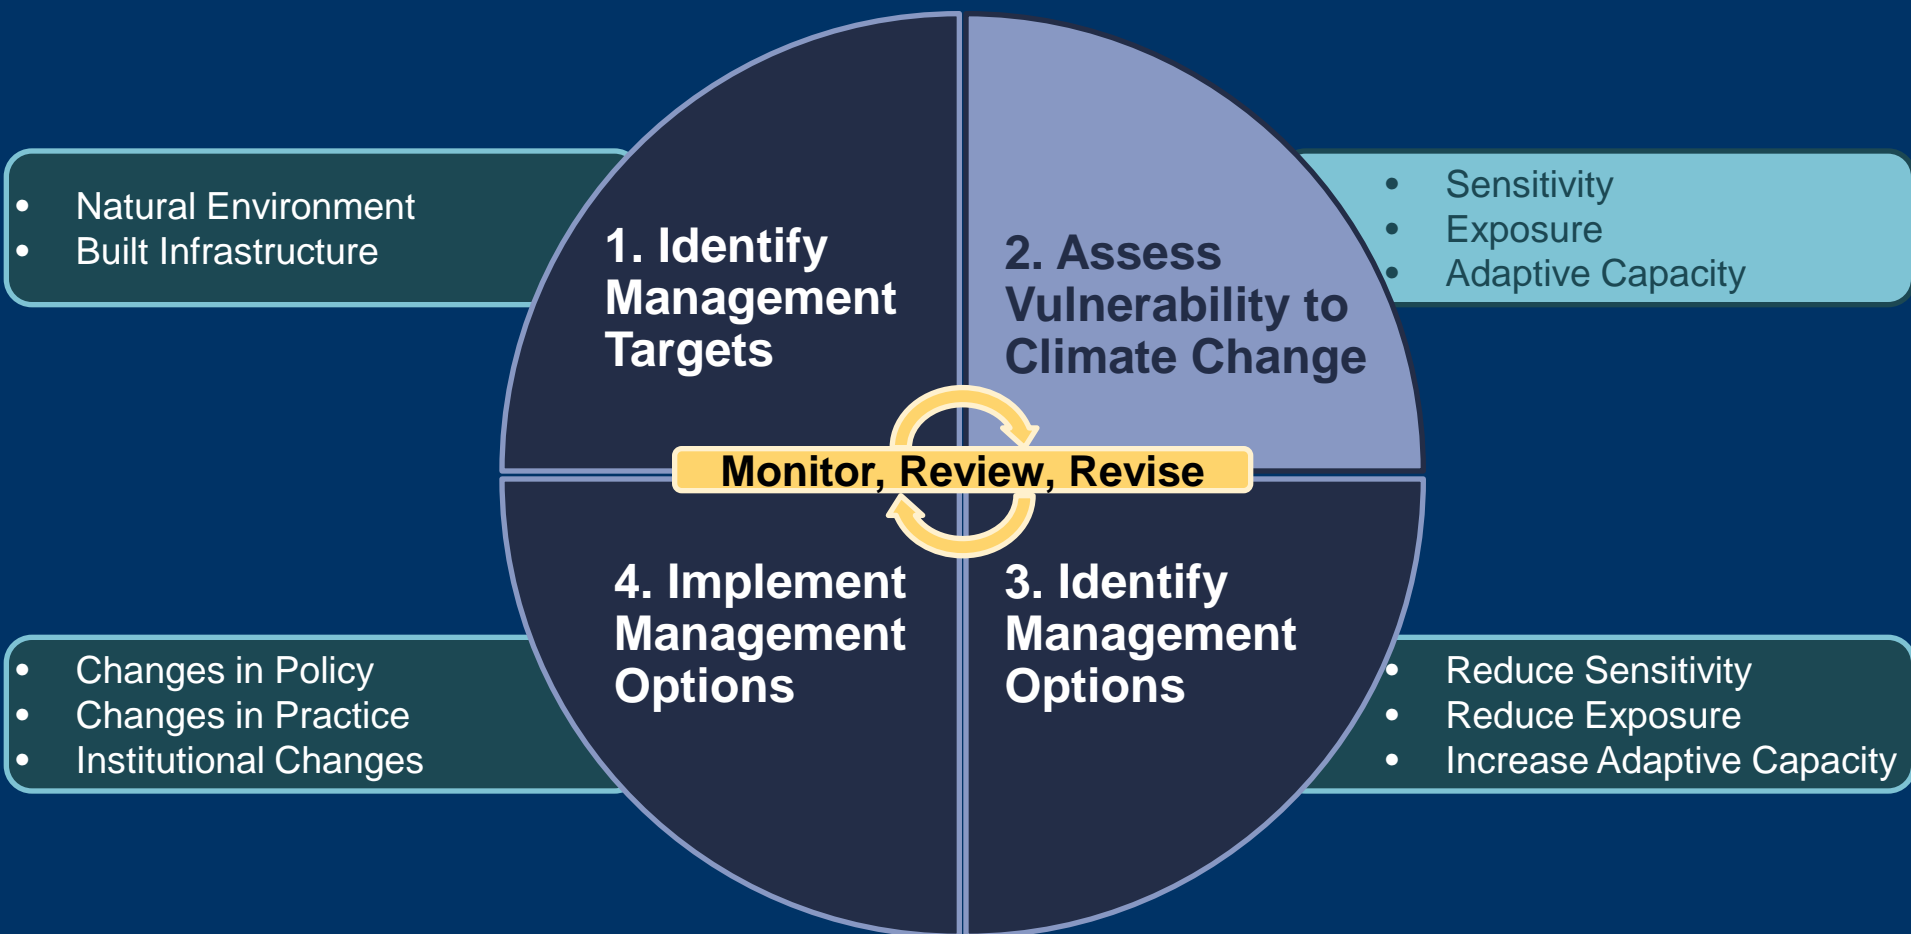 • Natural Environment
• Built Infrastructure
1. Identify
Management
Targets
2. Assess
Vulnerability to
Climate Change
• Sensitivity
• Exposure
• Adaptive Capacity
Monitor, Review, Revise
• Changes in Policy
• Changes in Practice
• Institutional Changes
4. Implement
Management
Options
3. Identify
Management
Options
• Reduce Sensitivity
• Reduce Exposure
• Increase Adaptive Capacity